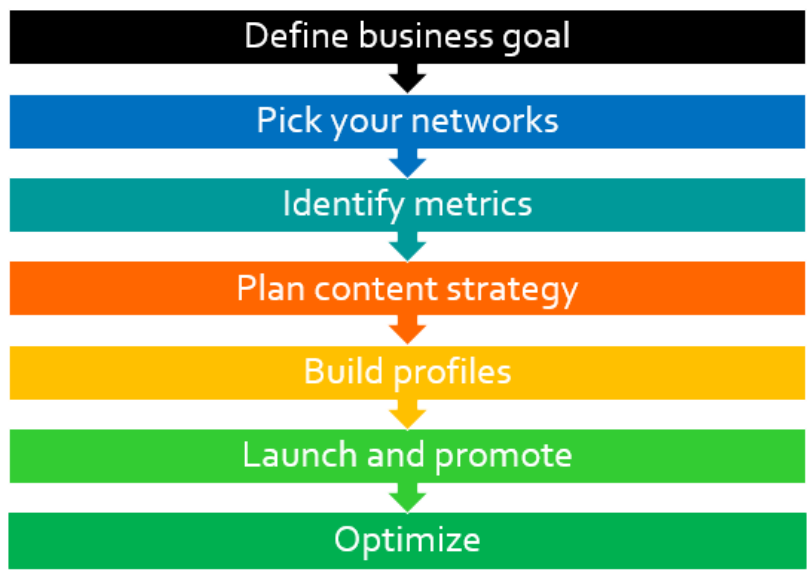 Define business goal
Pick your networks
Identify metrics
Plan content strategy
Build profiles
Launch and promote
Optimize